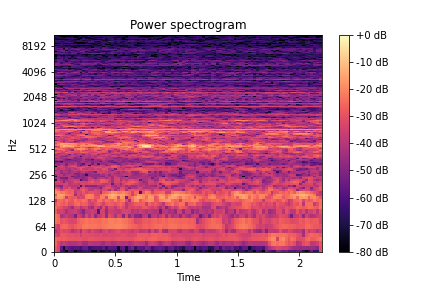 Power spectrogram
8192
4096
2048
1024
512
256
128
64
0
Hz
0
0.5
1
1.5
2
Time
+0 dB
-10 dB
-20 dB
-30 dB
-40 dB
-50 dB
-60 dB
-70 dB
-80 dB